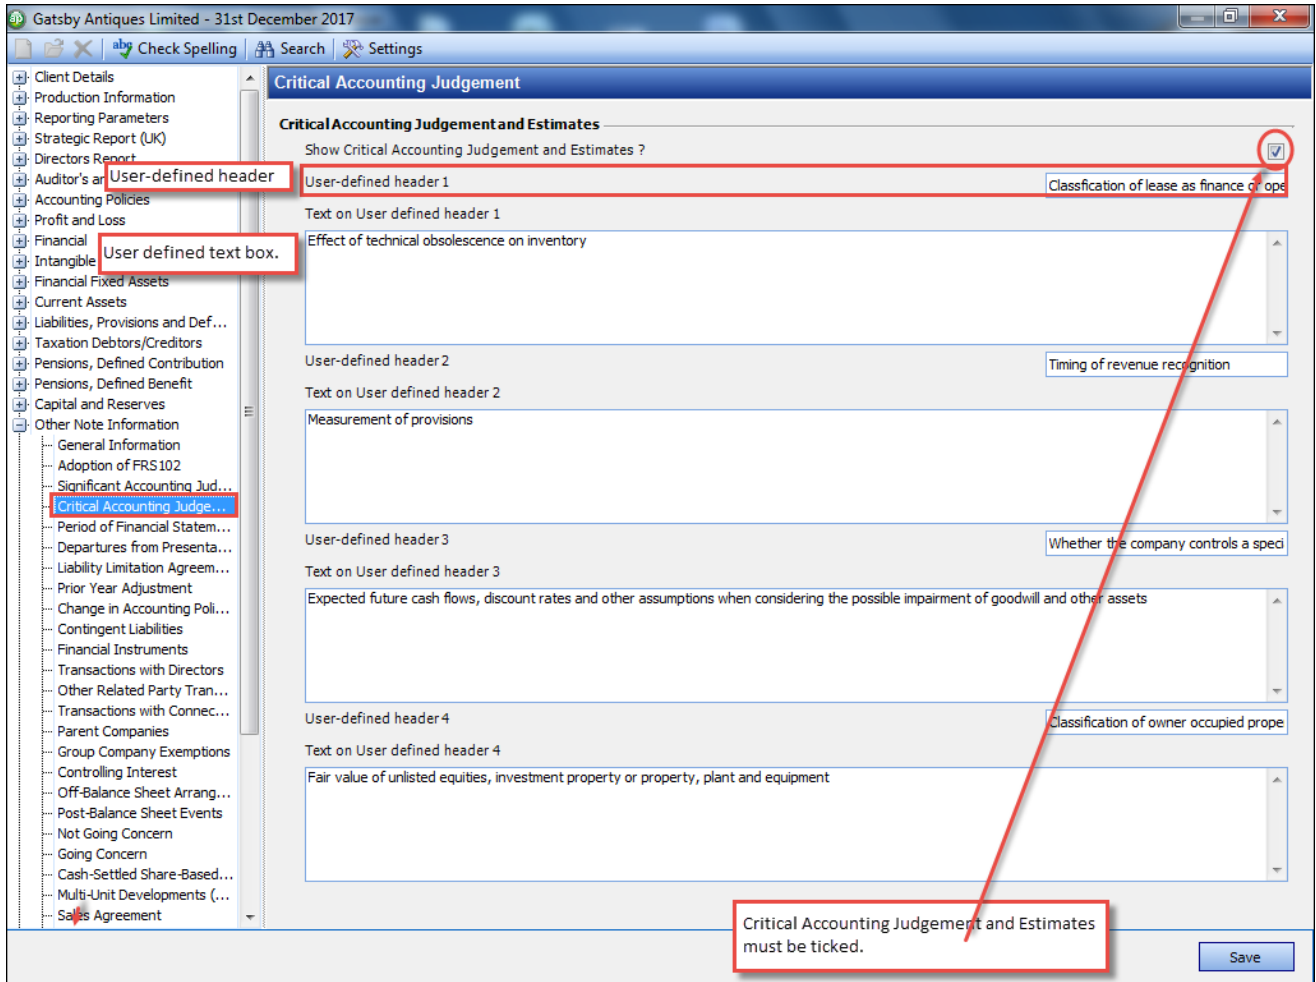 Gatsby Antiques Limited - 31st December 2017
Check Spelling
Search
Settings
Client Details
Production Information
Reporting Parameters
Strategic Report (UK)
Directors Report
Auditor's ar
Accounting Policies
Profit and Loss
Financial
Intangible
Financial Fixed Assets
Current Assets
Liabilities, Provisions and Def...
Taxation Debtors/Creditors
Pensions, Defined Contribution
Pensions, Defined Benefit
Capital and Reserves
Other Note Information
General Information
Adoption of FRS102
Significant Accounting Jud...
Critical Accounting Judge...
Period of Financial Statem...
Departures from Presenta...
Liability Limitation Agreem...
Prior Year Adjustment
Change in Accounting Poli...
Contingent Liabilities
Financial Instruments
Transactions with Directors
Other Related Party Tran...
Transactions with Connec...
Parent Companies
Group Company Exemptions
Controlling Interest
Off-Balance Sheet Arrang...
Post-Balance Sheet Events
Not Going Concern
Going Concern
Cash-Settled Share-Based...
Multi-Unit Developments (...
Sales Agreement
User-defined header
User defined text box.
Critical Accounting Judgement
Critical Accounting Judgement and Estimates
Show Critical Accounting Judgement and Estimates ?
User-defined header 1
Classfication of lease as finance or ope
Text on User defined header 1
Effect of technical obsolescence on inventory
User-defined header 2
Timing of revenue recognition
Text on User defined header 2
Measurement of provisions
User-defined header 3
Whether the company controls a speci
Text on User defined header 3
Expected future cash flows, discount rates and other assumptions when considering the possible impairment of goodwill and other assets
User-defined header 4
Classification of owner occupied prope
Text on User defined header 4
Fair value of unlisted equities, investment property or property, plant and equipment
Critical Accounting Judgement and Estimates
must be ticked.
Save